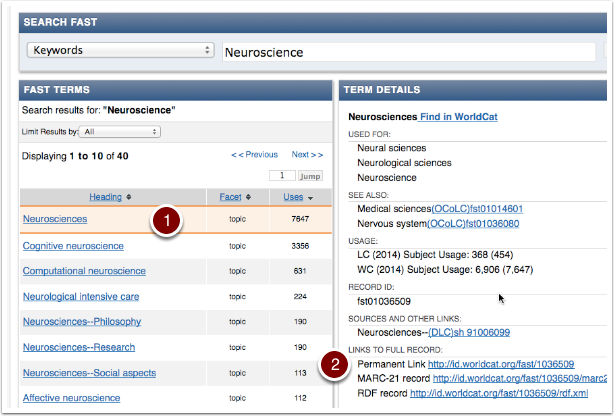 SEARCH FAST
Keywords
Neuroscience
FAST TERMS
Search results for: "Neuroscience"
Limit Results by: All
Displaying 1 to 10 of 40 << Previous Next >>
1 Jump
Heading Facet Uses
Neurosciences 1 topic 7647
Cognitive neuroscience topic 3356
Computational neuroscience topic 631
Neurological intensive care topic 224
Neurosciences--Philosophy topic 190
Neurosciences--Research topic 190
Neurosciences--Social aspects topic 113
Affective neuroscience topic 112
TERM DETAILS
Neurosciences Find in WorldCat
USED FOR:
Neural sciences
Neurological sciences
Neuroscience
SEE ALSO:
Medical sciences(OCoLC)fst01014601
Nervous system(OCoLC)fst01036080
USAGE:
LC (2014) Subject Usage: 368 (454)
WC (2014) Subject Usage: 6,906 (7,647)
RECORD ID:
fst01036509
SOURCES AND OTHER LINKS:
Neurosciences--(DLC)sh 91006099
LINKS TO FULL RECORD:
2
Permanent Link http://id.worldcat.org/fast/1036509
MARC-21 record http://id.worldcat.org/fast/1036509/marc2
RDF record http://id.worldcat.org/fast/1036509/rdf.xml